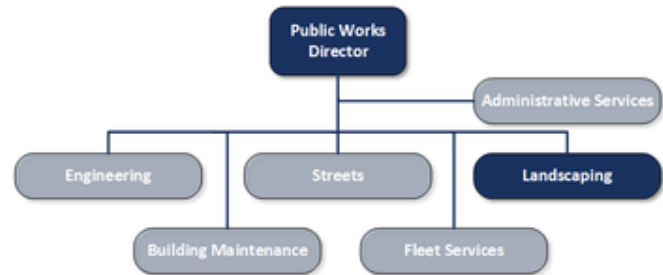 Public Works
Director
Administrative Services
Engineering
Streets
Landscaping
Building Maintenance
Fleet Services